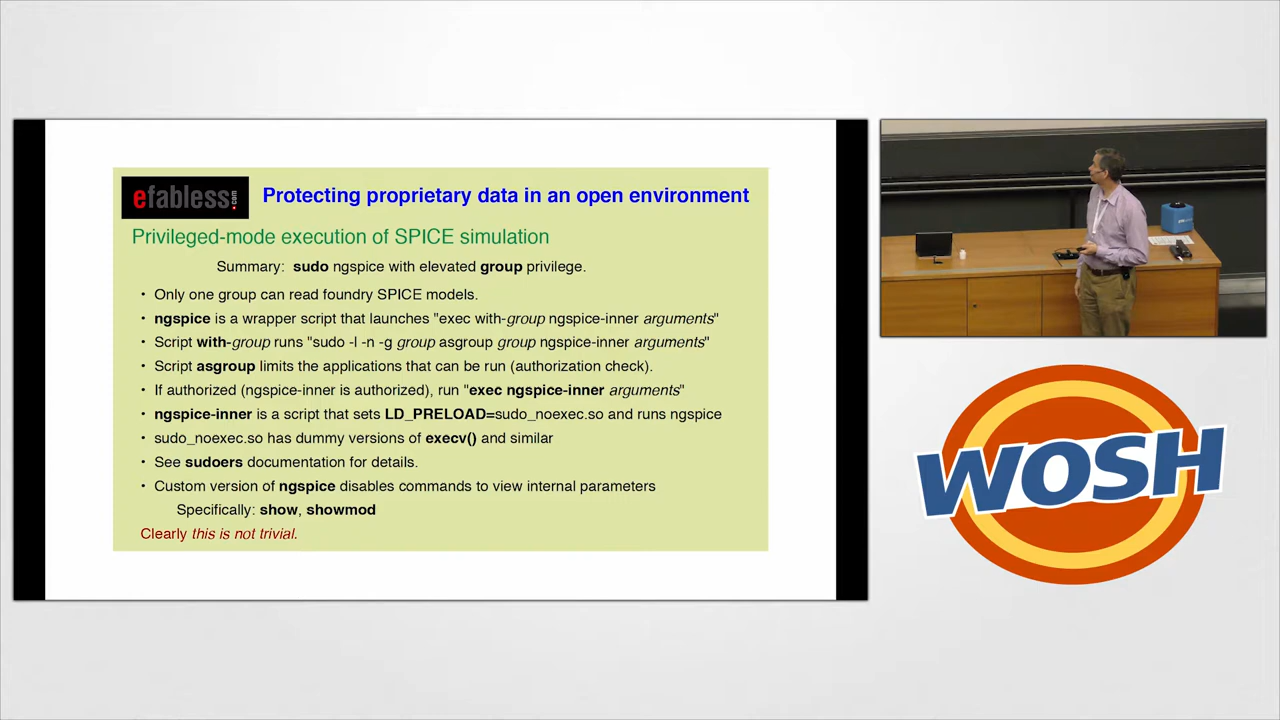 efabless.com
Protecting proprietary data in an open environment
Privileged-mode execution of SPICE simulation
Summary: sudo ngspice with elevated group privilege.
• Only one group can read foundry SPICE models.
• ngspice is a wrapper script that launches "exec with-group ngspice-inner arguments"
• Script with-group runs "sudo -l -n -g group asgroup group ngspice-inner arguments"
• Script asgroup limits the applications that can be run (authorization check).
• If authorized (ngspice-inner is authorized), run "exec ngspice-inner arguments"
• ngspice-inner is a script that sets LD_PRELOAD=sudo_noexec.so and runs ngspice
• sudo_noexec.so has dummy versions of execv() and similar
• See sudoers documentation for details.
• Custom version of ngspice disables commands to view internal parameters
Specifically: show, showmod
Clearly this is not trivial.
WOSH